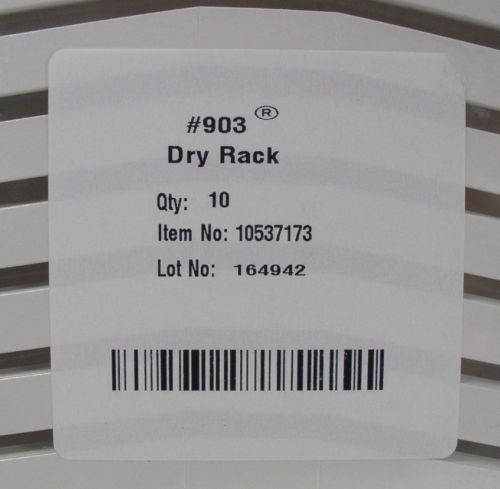 #903 ®
Dry Rack
Qty: 10
Item No: 10537173
Lot No: 164942